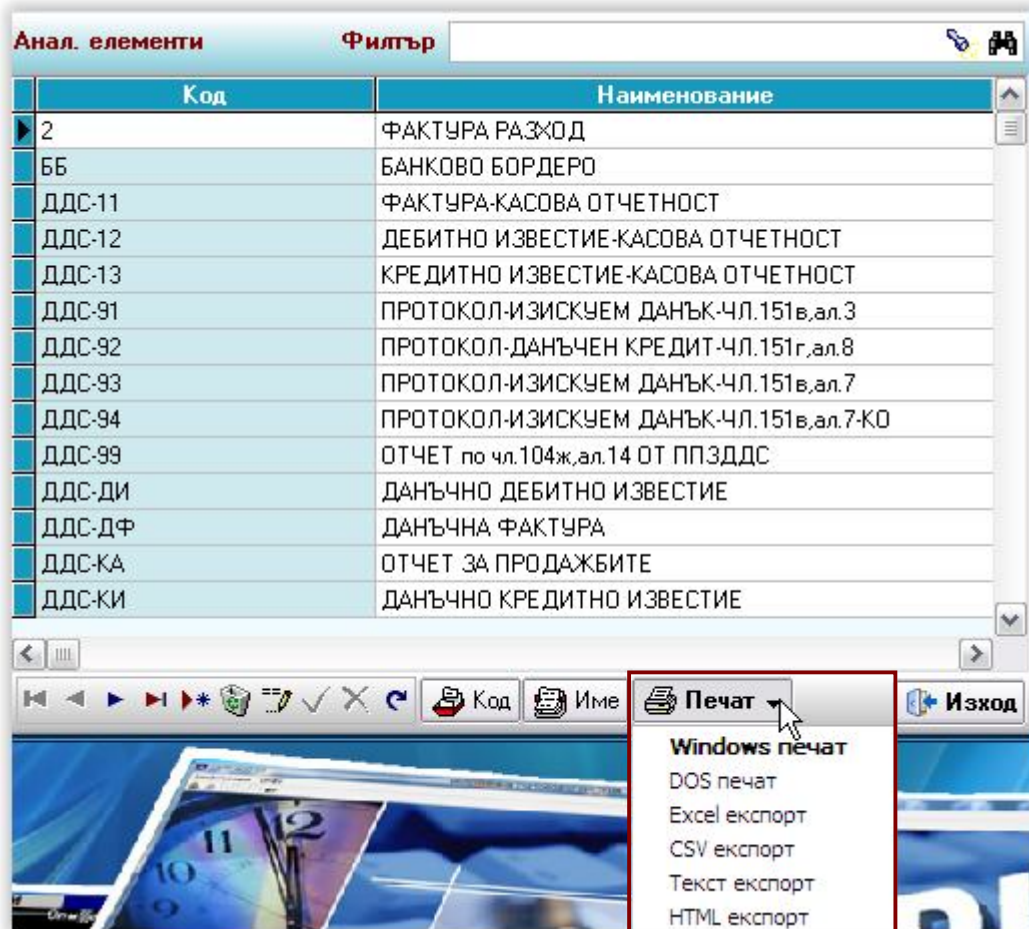 Анал. елементи Филтър
Код Наименование
2 ФАКТУРА РАЗХОД
ББ БАНКОВО БОРДЕРО
ДДС-11 ФАКТУРА-КАСОВА ОТЧЕТНОСТ
ДДС-12 ДЕБИТНО ИЗВЕСТИЕ-КАСОВА ОТЧЕТНОСТ
ДДС-13 КРЕДИТНО ИЗВЕСТИЕ-КАСОВА ОТЧЕТНОСТ
ДДС-91 ПРОТОКОЛ-ИЗИСКУЕМ ДАНЪК-ЧЛ.151в,ал.3
ДДС-92 ПРОТОКОЛ-ДАНЪЧЕН КРЕДИТ-ЧЛ.151г,ал.8
ДДС-93 ПРОТОКОЛ-ИЗИСКУЕМ ДАНЪК-ЧЛ.151в,ал.7
ДДС-94 ПРОТОКОЛ-ИЗИСКУЕМ ДАНЪК-ЧЛ.151в,ал.7-КО
ДДС-99 ОТЧЕТ по чл.104ж,ал.14 ОТ ППЗДДС
ДДС-ДИ ДАНЪЧНО ДЕБИТНО ИЗВЕСТИЕ
ДДС-ДФ ДАНЪЧНА ФАКТУРА
ДДС-КА ОТЧЕТ ЗА ПРОДАЖБИТЕ
ДДС-КИ ДАНЪЧНО КРЕДИТНО ИЗВЕСТИЕ
Код Име Печат Изход
Windows печат
DOS печат
Excel експорт
CSV експорт
Текст експорт
HTML експорт
11 12
10
9